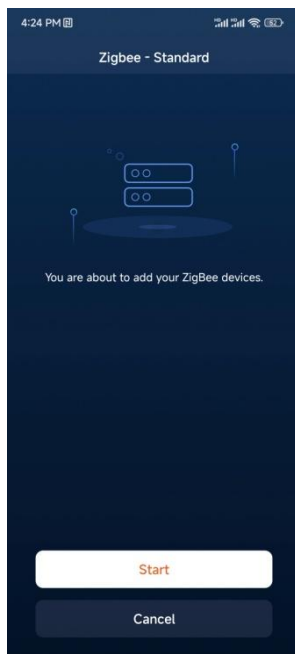 4:24 PM
Zigbee - Standard
You are about to add your ZigBee devices.
Start
Cancel